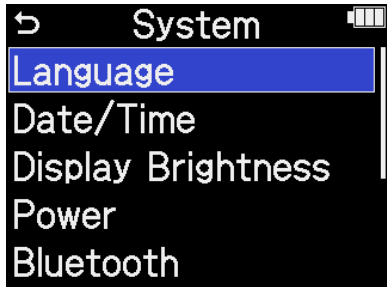 System
Language
Date/Time
Display Brightness
Power
Bluetooth